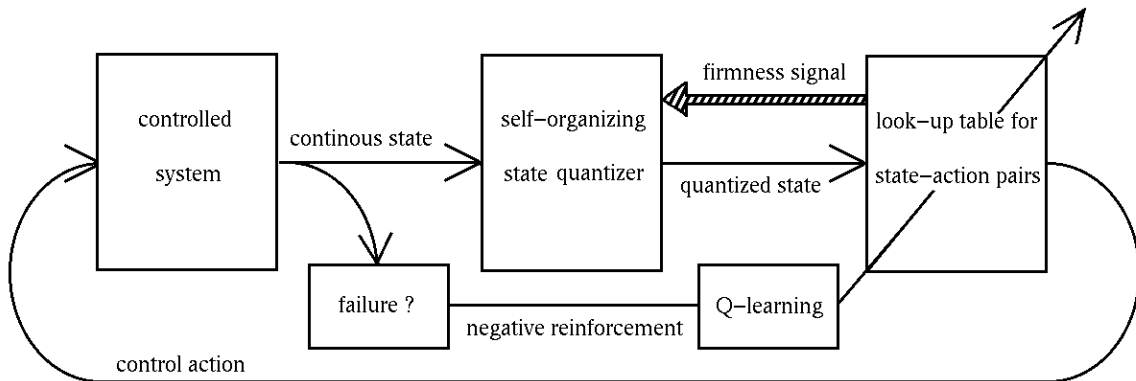 controlled
system
continous state
self-organizing
state quantizer
firmness signal
quantized state
look-up table for
state-action pairs
failure ?
negative reinforcement
Q-learning
control action